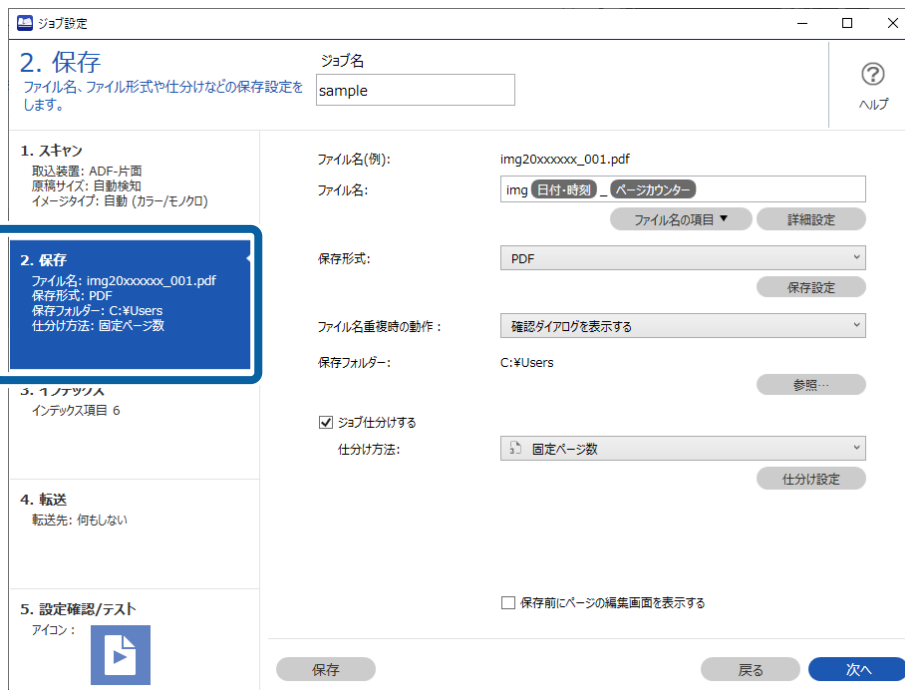 ジョブ設定
2. 保存
ファイル名、ファイル形式や仕分けなどの保存設定を
します。
ジョブ名
sample
ヘルプ
1. スキャン
取込装置: ADF-片面
原稿サイズ: 自動検知
イメージタイプ: 自動 (カラー/モノクロ)
2. 保存
ファイル名: img20xxxxxx_001.pdf
保存形式: PDF
保存フォルダー: C:¥Users
仕分け方法: 固定ページ数
3. インデックス
インデックス項目 6
4. 転送
転送先: 何もしない
5. 設定確認/テスト
アイコン :
ファイル名(例): img20xxxxxx_001.pdf
ファイル名: img 日付・時刻 _ ページカウンター
ファイル名の項目 ▼ 詳細設定
保存形式: PDF
保存設定
ファイル名重複時の動作 : 確認ダイアログを表示する
保存フォルダー: C:¥Users
参照…
ジョブ仕分けする
仕分け方法: 固定ページ数
仕分け設定
保存前にページの編集画面を表示する
保存 戻る 次へ